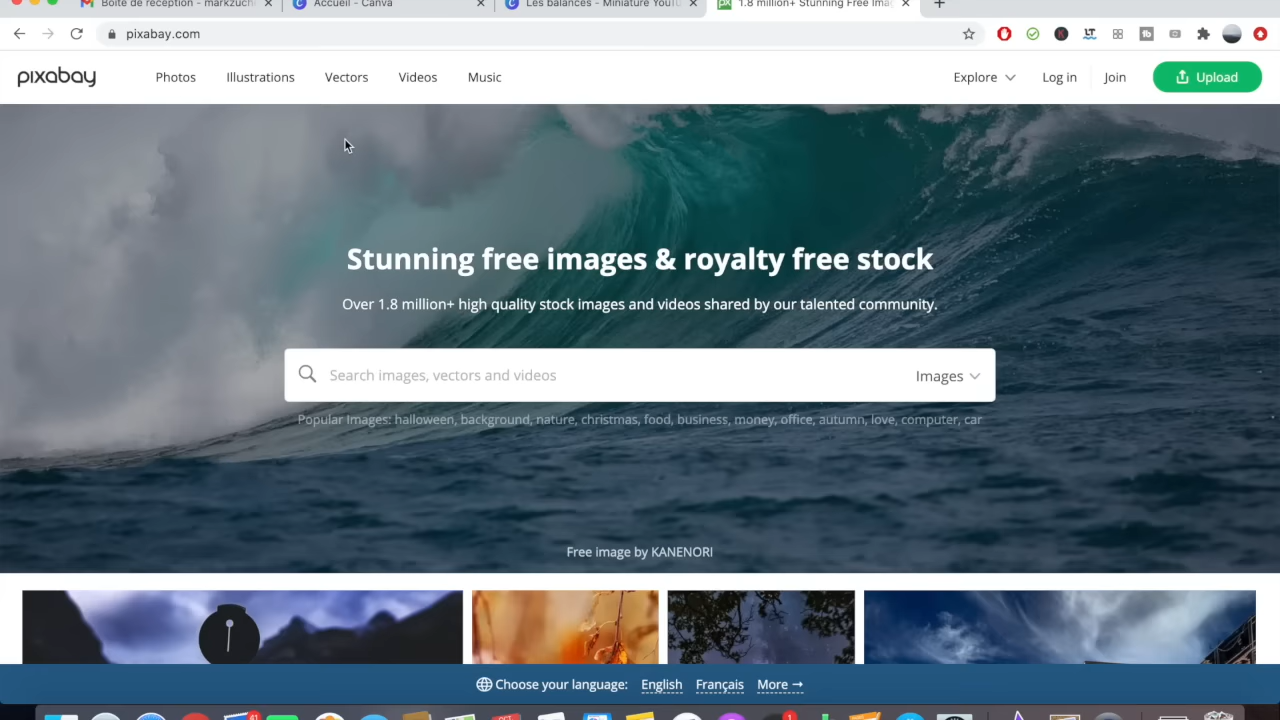 Boîte de réception - markzuch
Accueil - Canva
Les balances - Miniature YouTu
1.8 million+ Stunning Free Imag
pixabay.com
pixabay
Photos
Illustrations
Vectors
Videos
Music
Explore
Log in
Join
Upload
Stunning free images & royalty free stock
Over 1.8 million+ high quality stock images and videos shared by our talented community.
Search images, vectors and videos
Images
Popular Images: halloween, background, nature, christmas, food, business, money, office, autumn, love, computer, car
Free image by KANENORI
Choose your language:
English
Français
More →